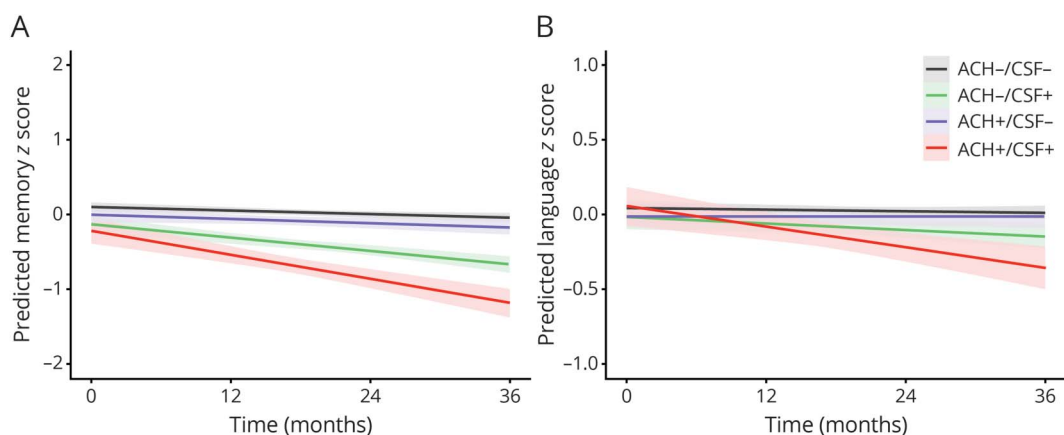 A
Predicted memory z score
2
1
0
–1
–2
0 12 24 36
Time (months)
B
Predicted language z score
1.0
0.5
0.0
–0.5
–1.0
0 12 24 36
Time (months)
ACH–/CSF–
ACH–/CSF+
ACH+/CSF–
ACH+/CSF+